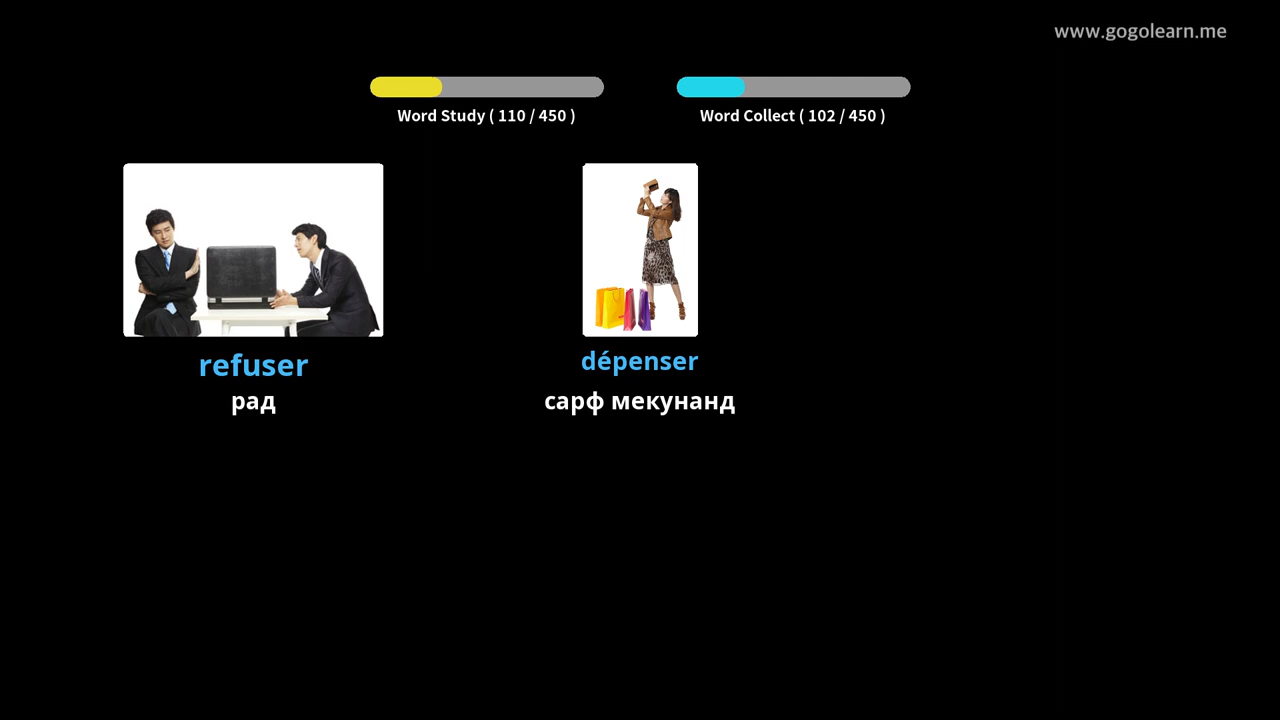 www.gogolearn.me
Word Study ( 110 / 450 )
Word Collect ( 102 / 450 )
refuser
рад
dépenser
сарф мекунанд